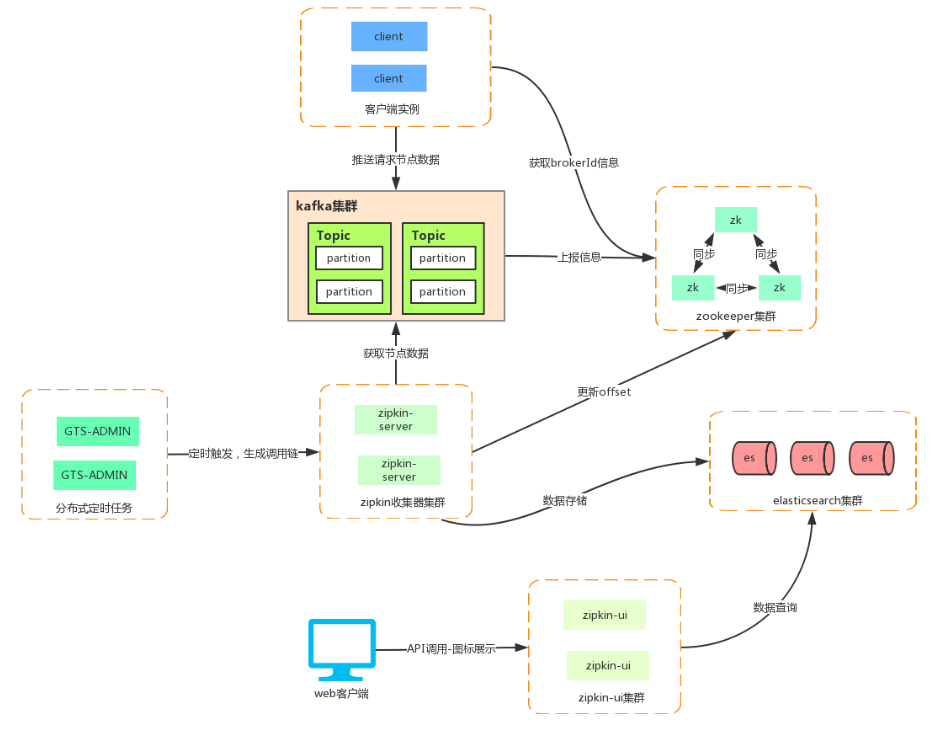 client
client
客户端实例
推送请求节点数据
获取brokerId信息
kafka集群
Topic
partition
partition
Topic
partition
partition
上报信息
zk
同步
同步
zk
同步
zk
zookeeper集群
获取节点数据
更新offset
GTS-ADMIN
GTS-ADMIN
分布式定时任务
定时触发，生成调用链
zipkin-
server
zipkin-
server
zipkin收集器集群
数据存储
es
es
es
elasticsearch集群
数据查询
zipkin-ui
zipkin-ui
zipkin-ui集群
API调用-图标展示
web客户端